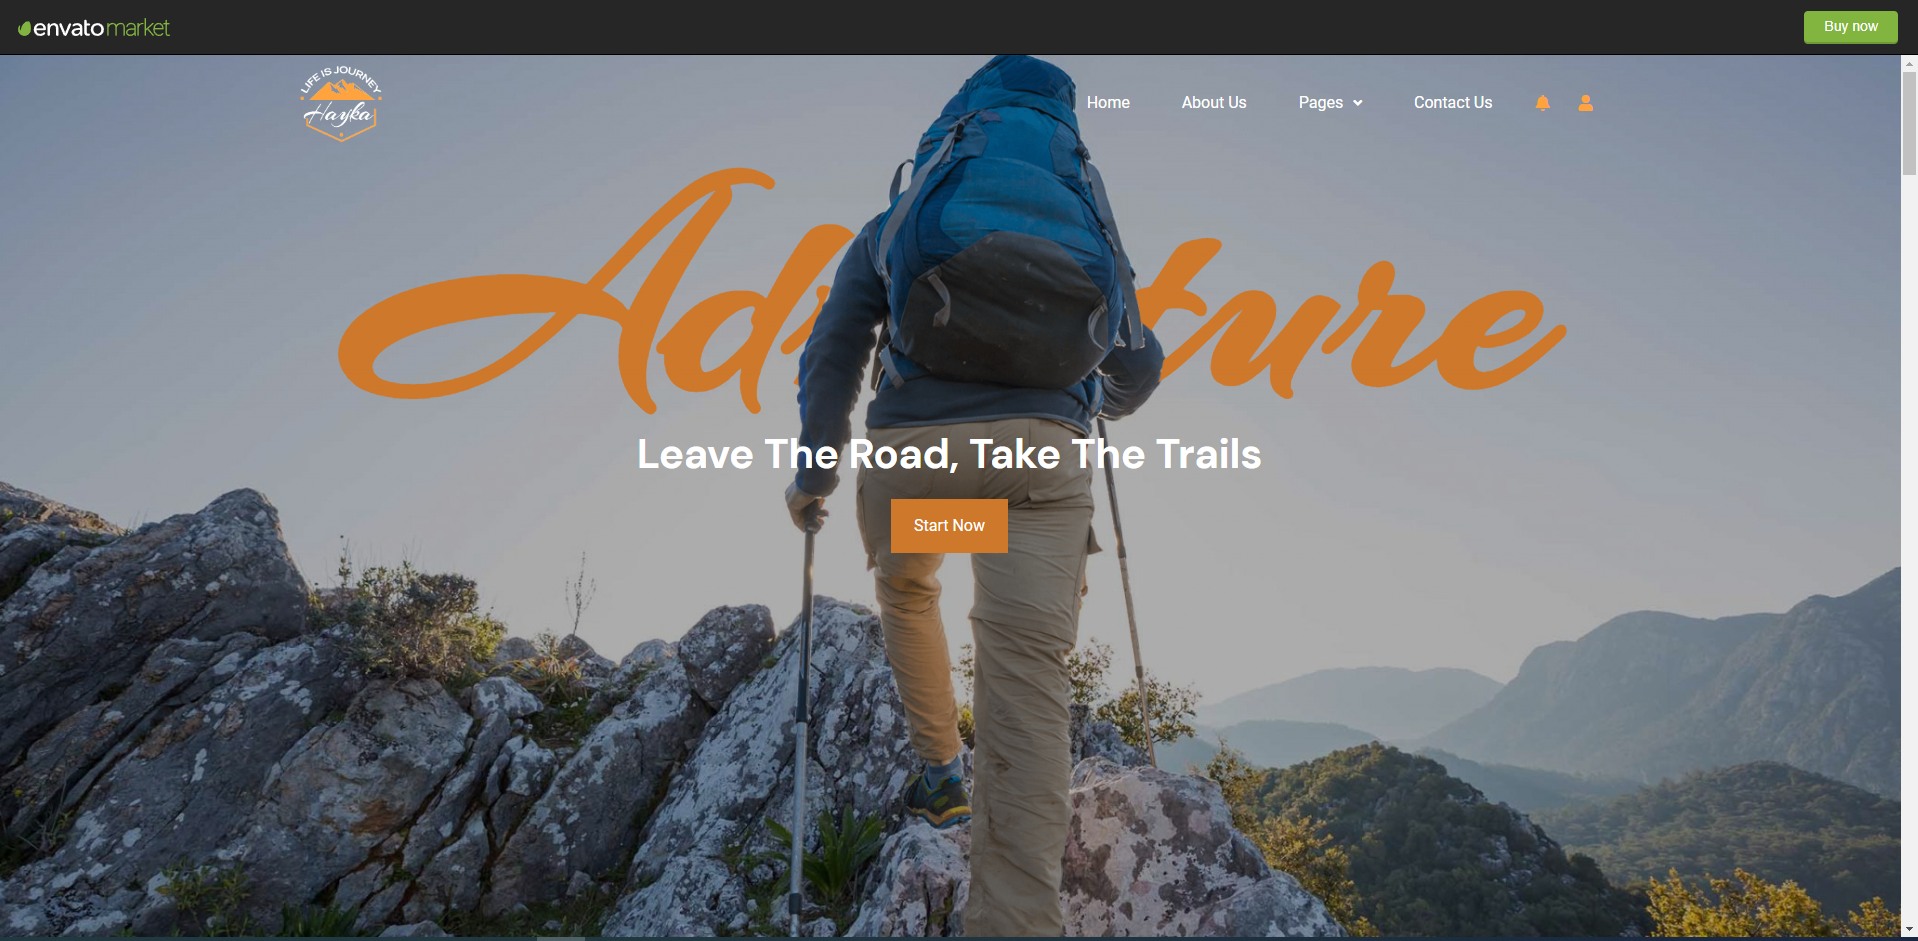 envato market
Buy now
LIFE IS JOURNEY
Hayka
Home
About Us
Pages
Contact Us
Adventure
Leave The Road, Take The Trails
Start Now